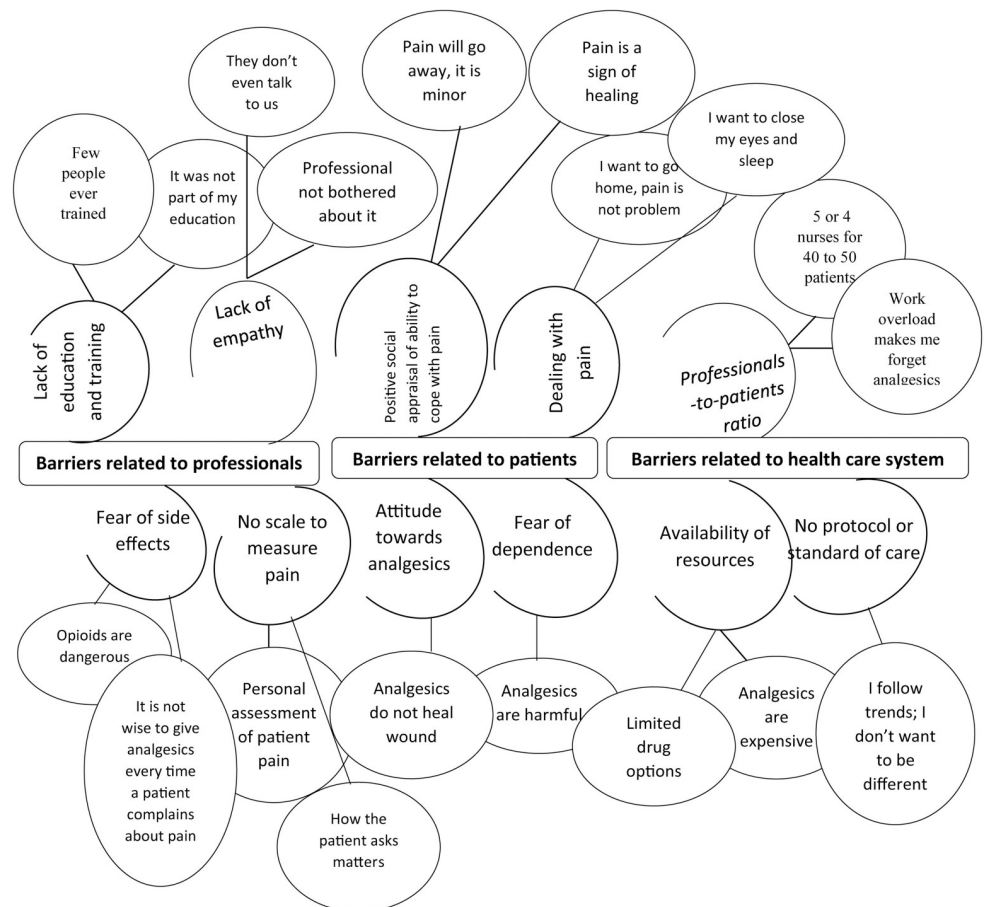 They don't
even talk
to us
Pain will go
away, it is
minor
Pain is a
sign of
healing
I want to close
my eyes and
sleep
Few
people
ever
trained
It was not
part of my
education
Professional
not bothered
about it
I want to go
home, pain is
not problem
5 or 4
nurses for
40 to 50
patients
Work
overload
makes me
forget
analgesics
Lack of
education
and training
Lack of
empathy
Positive social
appraisal of ability to
cope with pain
Dealing with
pain
Professionals
-to-patients
ratio
Barriers related to professionals
Barriers related to patients
Barriers related to health care system
Fear of side
effects
No scale to
measure
pain
Attitude
towards
analgesics
Fear of
dependence
Availability of
resources
No protocol or
standard of care
Opioids are
dangerous
It is not
wise to give
analgesics
every time
a patient
complains
about pain
Personal
assessment
of patient
pain
How the
patient asks
matters
Analgesics
do not heal
wound
Analgesics
are harmful
Limited
drug
options
Analgesics
are
expensive
I follow
trends; I
don't want
to be
different